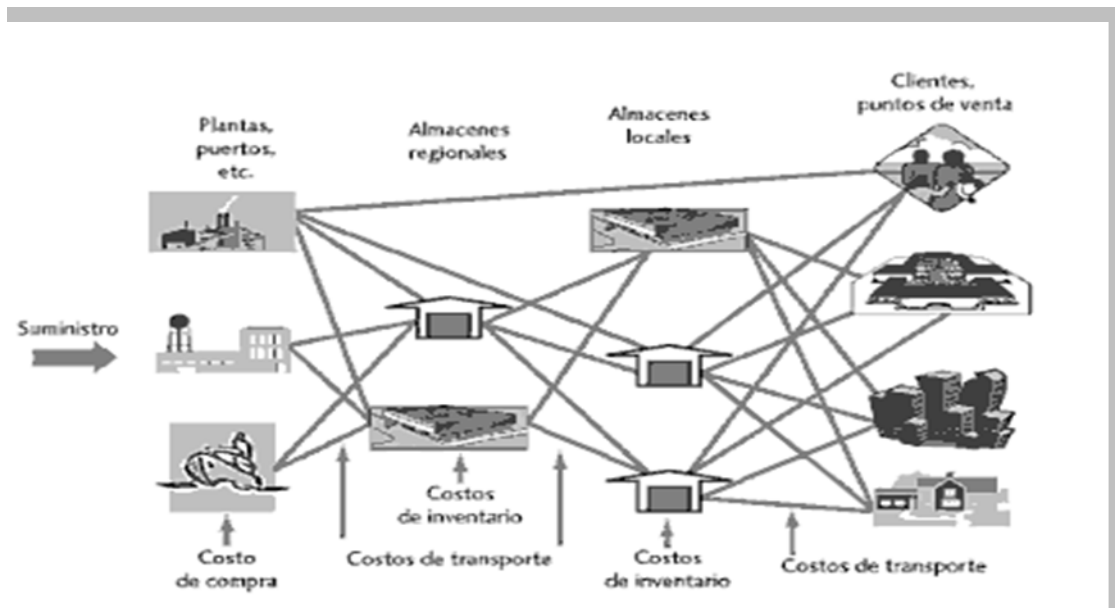 Clientes,
puntos de venta
Almacenes
locales
Almacenes
regionales
Plantas,
puertos,
etc.
Suministro
Costos
de inventario
Costo
de compra
Costos de transporte
Costos
de inventario
Costos de transporte